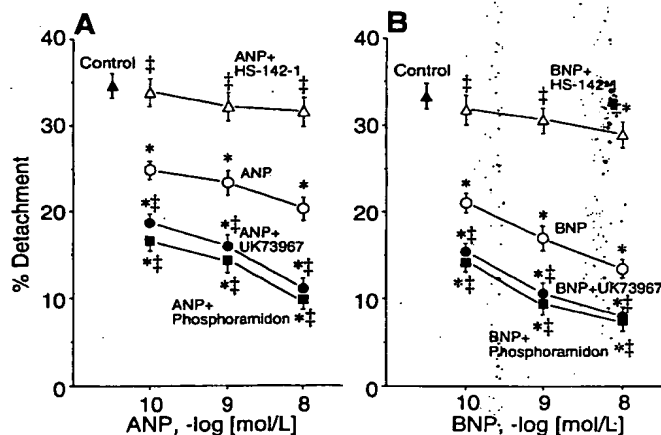 A
B
% Detachment
40
30
20
10
0
Control
‡
‡
‡
ANP+
HS-142-1
*
*
*
ANP
*‡
*‡
*‡
ANP+
UK73967
*‡
*‡
*‡
ANP+
Phosphoramidon
10
9
8
ANP, -log [mol/L]
40
30
20
10
0
Control
‡
‡
‡*
BNP+
HS-142-1
*
*
*
BNP
*‡
*‡
*‡
BNP+UK73967
*‡
*‡
*‡
BNP+
Phosphoramidon
10
9
8
BNP, -log [mol/L]